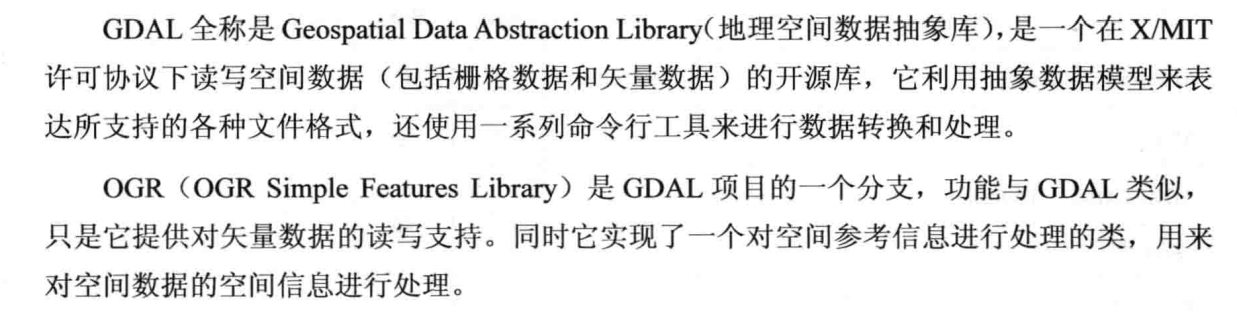 GDAL 全称是 Geospatial Data Abstraction Library(地理空间数据抽象库),是一个在 X/MIT
许可协议下读写空间数据（包括栅格数据和矢量数据）的开源库，它利用抽象数据模型来表
达所支持的各种文件格式，还使用一系列命令行工具来进行数据转换和处理。
OGR（OGR Simple Features Library）是 GDAL 项目的一个分支，功能与 GDAL 类似，
只是它提供对矢量数据的读写支持。同时它实现了一个对空间参考信息进行处理的类，用来
对空间数据的空间信息进行处理。